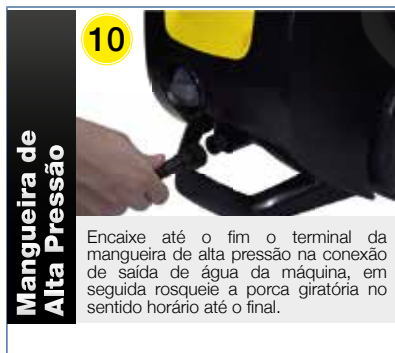 10
Mangueira de
Alta Pressão
Encaixe até o fim o terminal da
mangueira de alta pressão na conexão
de saída de água da máquina, em
seguida rosqueie a porca giratória no
sentido horário até o final.